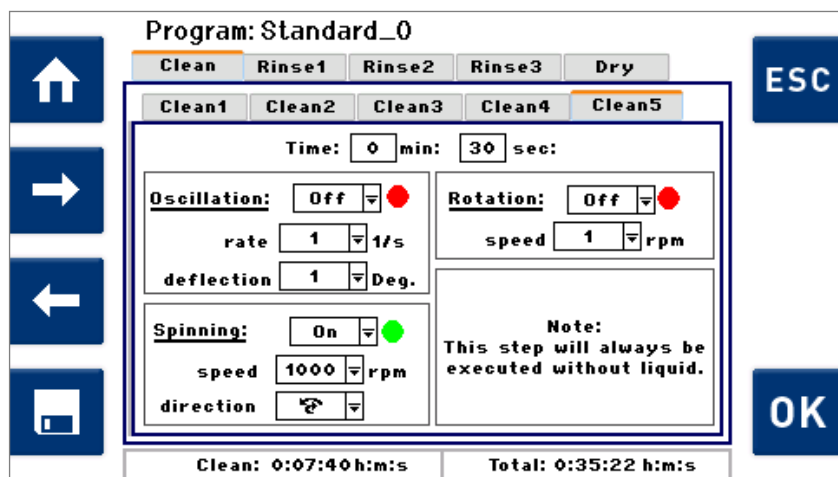 Program: Standard_0
Clean Rinse1 Rinse2 Rinse3 Dry
ESC
Clean1 Clean2 Clean3 Clean4 Clean5
Time: 0 min: 30 sec:
Oscillation: Off
rate 1 1/s
deflection 1 Deg.
Rotation: Off
speed 1 rpm
Spinning: On
speed 1000 rpm
direction
Note:
This step will always be
executed without liquid.
OK
Clean: 0:07:40 h:m:s
Total: 0:35:22 h:m:s